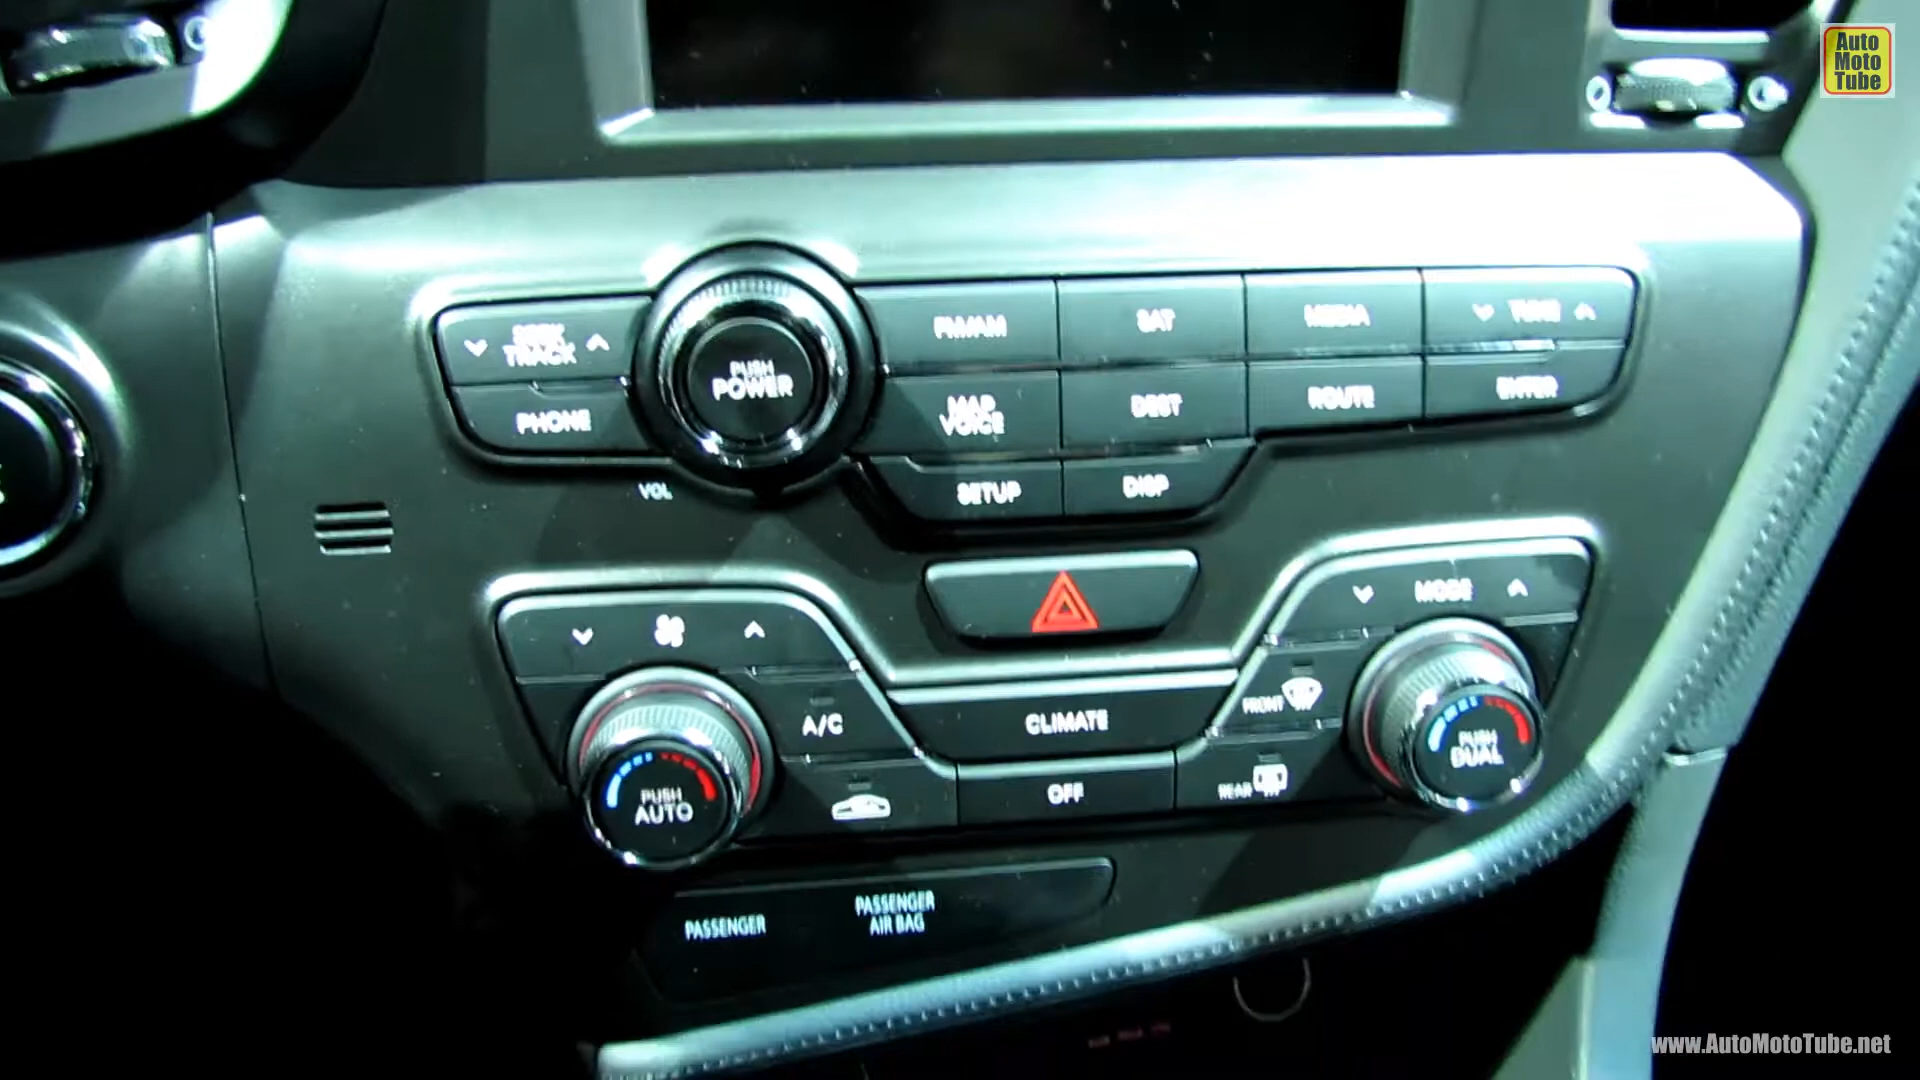 Auto
Moto
Tube
SEEK
TRACK
PUSH
POWER
FM/AM
SAT
MEDIA
TUNE
PHONE
MAP
VOICE
DEST
ROUTE
ENTER
VOL
SETUP
DISP
MODE
A/C
CLIMATE
FRONT
PUSH
DUAL
PUSH
AUTO
OFF
REAR
PASSENGER
PASSENGER
AIR BAG
www.AutoMotoTube.net